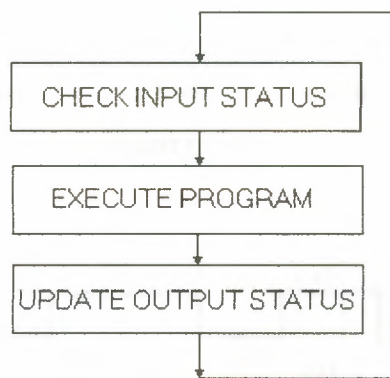 CHECK INPUT STATUS
EXECUTE PROGRAM
UPDATE OUTPUT STATUS